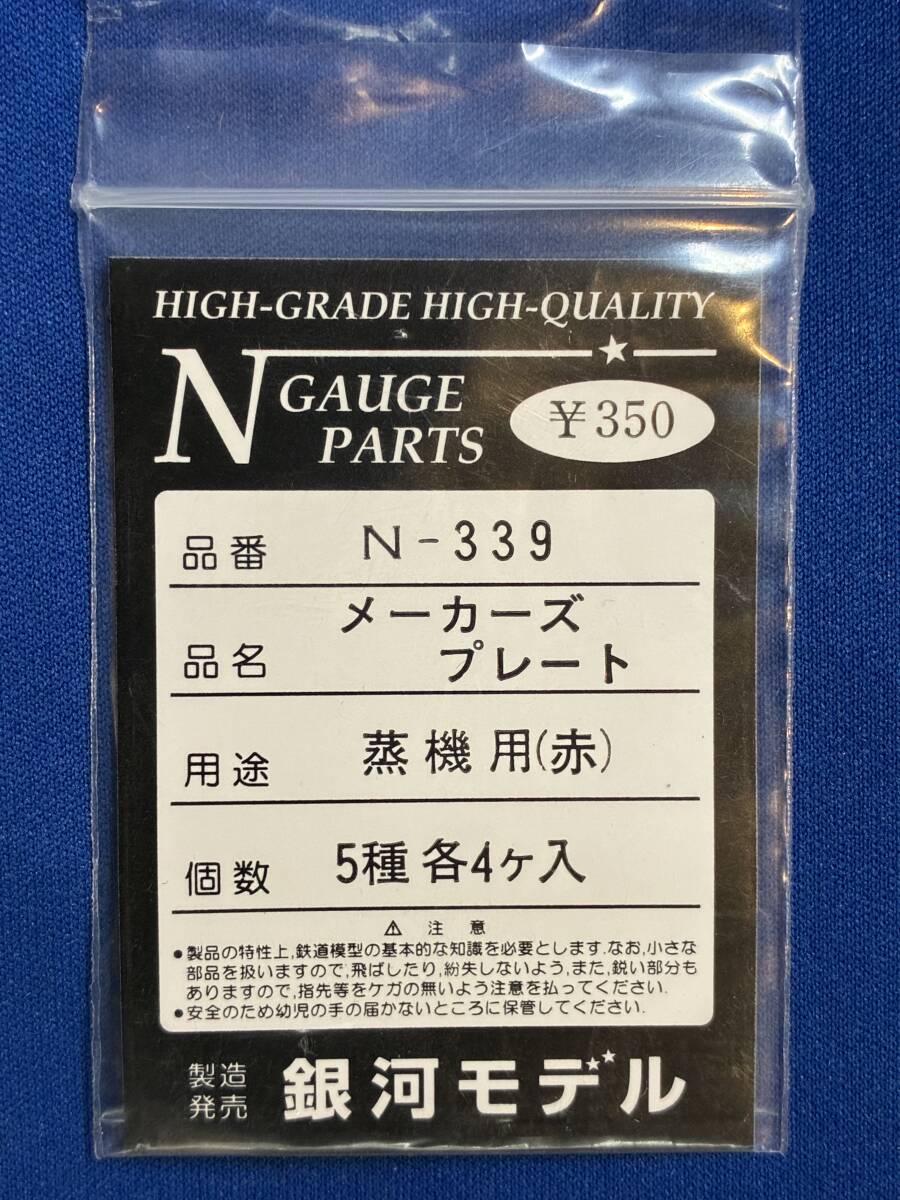 HIGH-GRADE HIGH-QUALITY
N GAUGE
PARTS
¥350
品番 N-339
品名 メーカーズ
プレート
用途 蒸機用(赤)
個数 5種 各4ケ入
⚠ 注意
●製品の特性上,鉄道模型の基本的な知識を必要とします.なお,小さな
部品を扱いますので,飛ばしたり,紛失しないよう,また,鋭い部分も
ありますので,指先等をケガの無いよう注意を払ってください.
●安全のため幼児の手の届かないところに保管してください.
製造
発売
銀河モデル